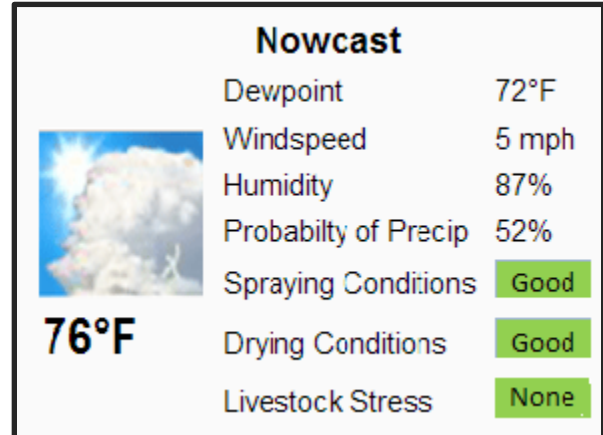 Nowcast
Dewpoint 72°F
Windspeed 5 mph
Humidity 87%
Probabilty of Precip 52%
Spraying Conditions Good
76°F
Drying Conditions Good
Livestock Stress None